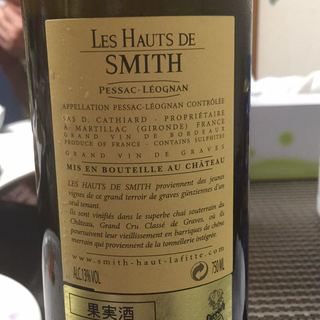 LES HAUTS DE
SMITH
PESSAC-LÉOGNAN
APPELLATION PESSAC-LÉOGNAN CONTRÔLÉE
SAS D. CATHIARD - PROPRIÉTAIRE
A MARTILLAC (GIRONDE) FRANCE
GRAND VIN DE BORDEAUX
PRODUCE OF FRANCE - CONTAINS SULPHITES
GRAND VIN DE GRAVES
MIS EN BOUTEILLE AU CHÂTEAU
LES HAUTS DE SMITH proviennent des jeunes
vignes de ce grand terroir de graves günziennes d'un
seul tenant.
Ils sont vinifiés dans le superbe chai souterrain du
Château, Grand Cru Classé de Graves, où ils
poursuivent leur vieillissement en barriques de chêne
merrain qui proviennent de la tonnellerie intégrée.
www.smith-haut-lafitte.com
ALC.13% VOL
750 ML
果実酒